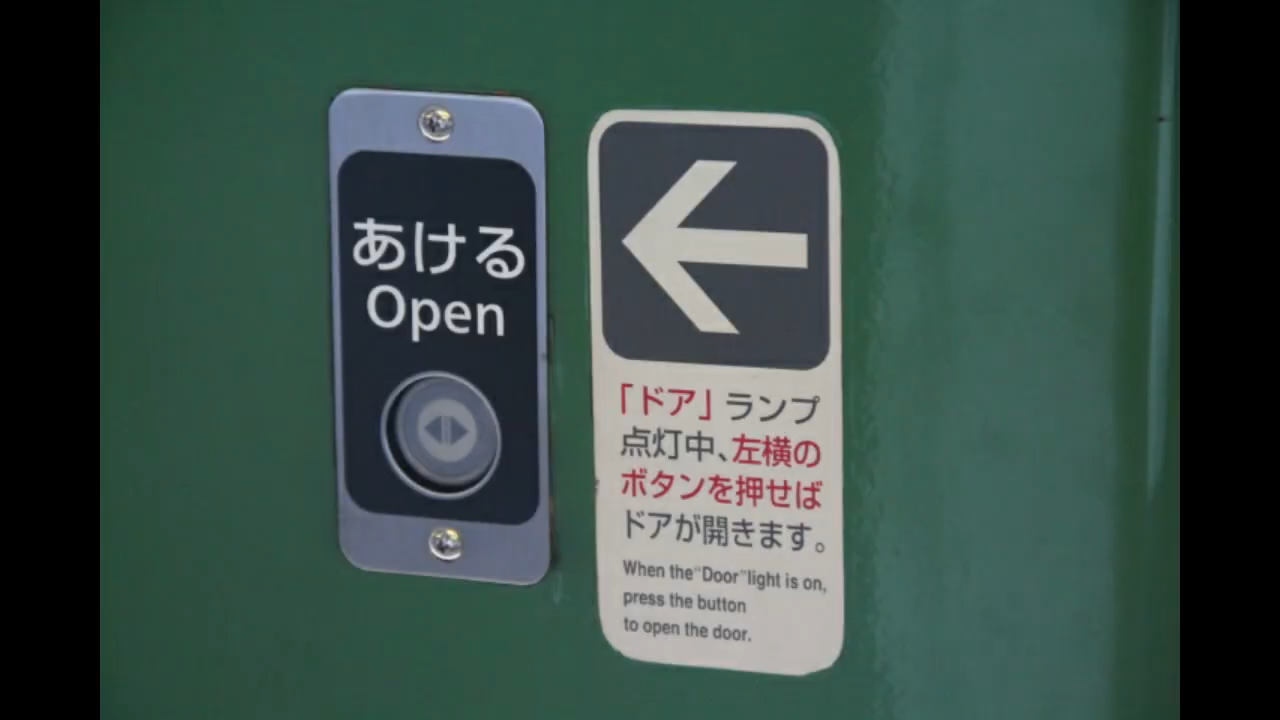 あける
Open
「ドア」ランプ
点灯中、左横の
ボタンを押せば
ドアが開きます。
When the "Door" light is on,
press the button
to open the door.